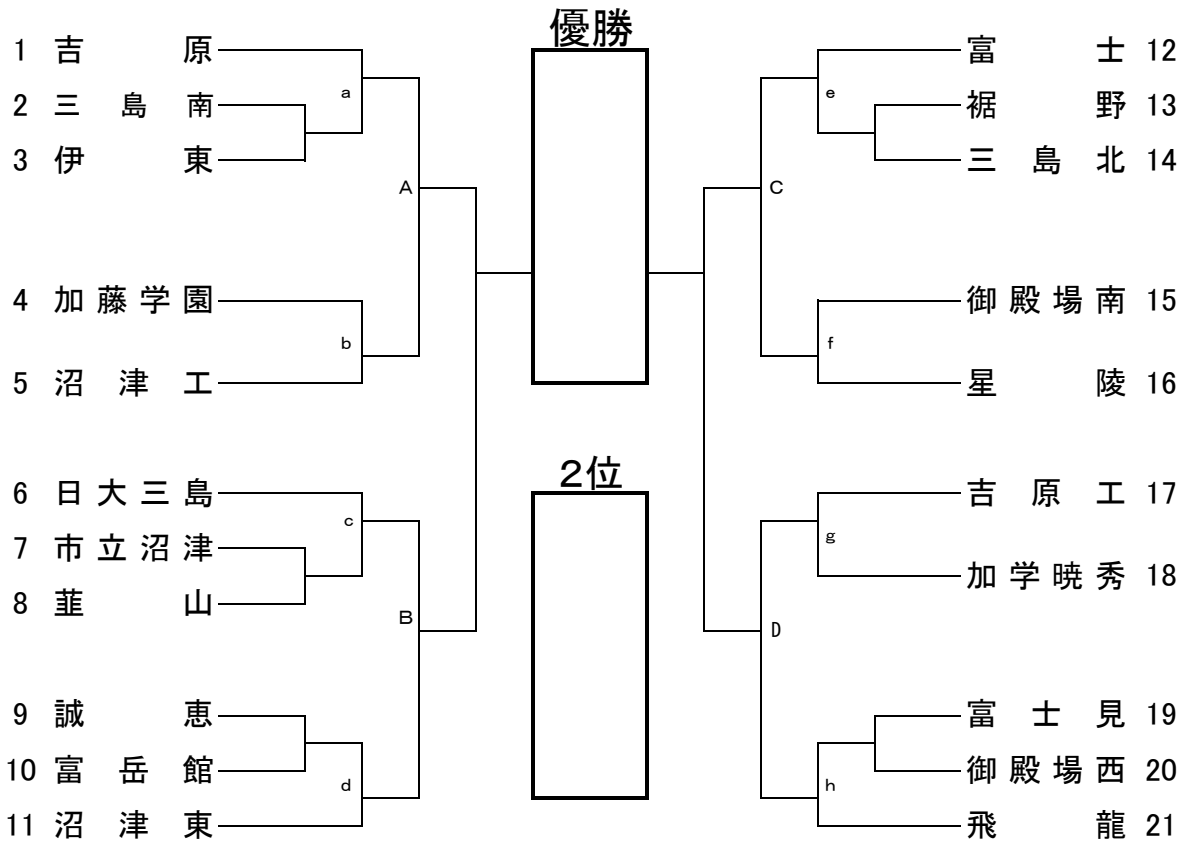 優勝
1 吉原
2 三島南
3 伊東
4 加藤学園
5 沼津工
6 日大三島
7 市立沼津
8 韮山
9 誠恵
10 富岳館
11 沼津東
a
b
c
d
A
B
2位
C
D
e
f
g
h
富士 12
裾野 13
三島北 14
御殿場南 15
星陵 16
吉原工 17
加学暁秀 18
富士見 19
御殿場西 20
飛龍 21